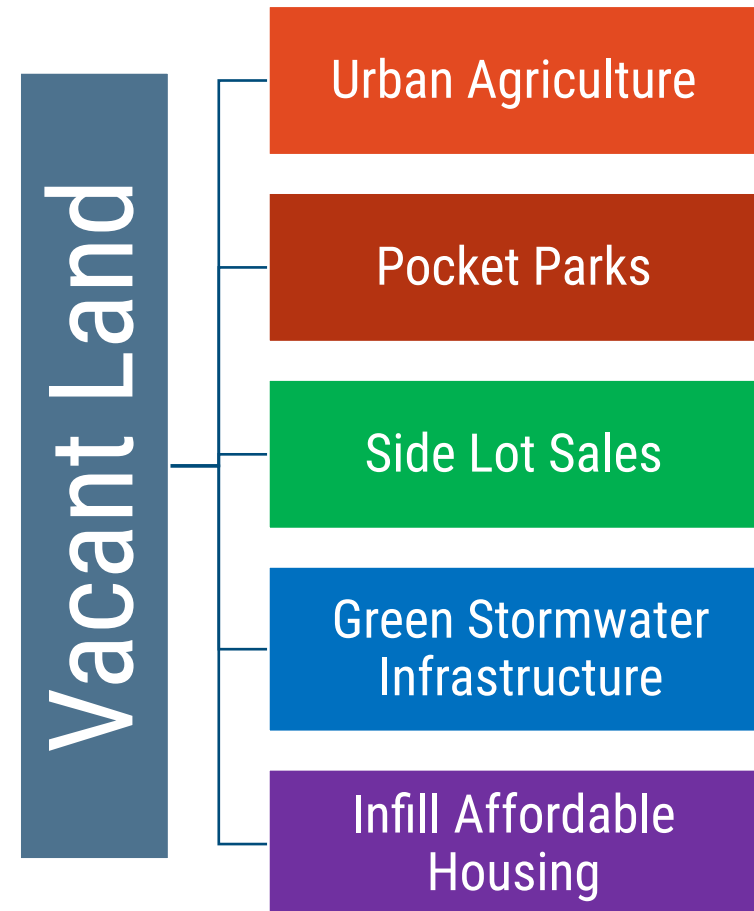 Vacant Land
Urban Agriculture
Pocket Parks
Side Lot Sales
Green Stormwater
Infrastructure
Infill Affordable
Housing